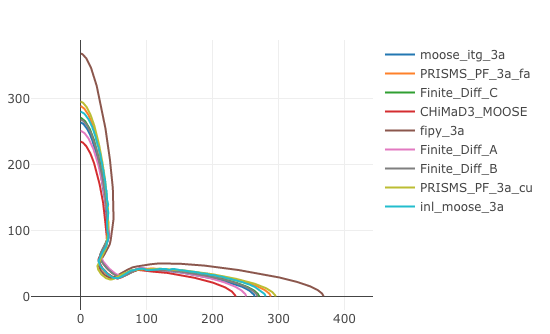 moose_itg_3a
PRISMS_PF_3a_fa
Finite_Diff_C
CHiMaD3_MOOSE
fipy_3a
Finite_Diff_A
Finite_Diff_B
PRISMS_PF_3a_cu
inl_moose_3a
300
200
100
0
0 100 200 300 400